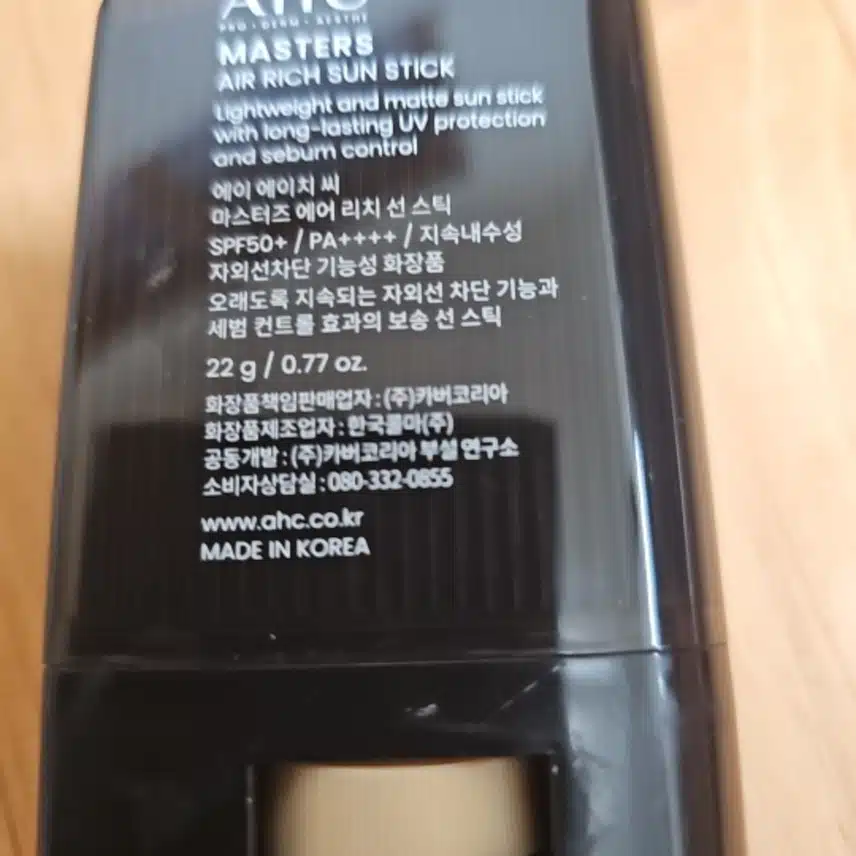 AHC
PRO • DERM • AESTHE
MASTERS
AIR RICH SUN STICK
Lightweight and matte sun stick
with long-lasting UV protection
and sebum control
에이 에이치 씨
마스터즈 에어 리치 선 스틱
SPF50+ / PA++++ / 지속내수성
자외선차단 기능성 화장품
오래도록 지속되는 자외선 차단 기능과
세범 컨트롤 효과의 보송 선 스틱
22 g / 0.77 oz.
화장품책임판매업자 : (주)카버코리아
화장품제조업자 : 한국콜마(주)
공동개발 : (주)카버코리아 부설 연구소
소비자상담실 : 080-332-0855
www.ahc.co.kr
MADE IN KOREA